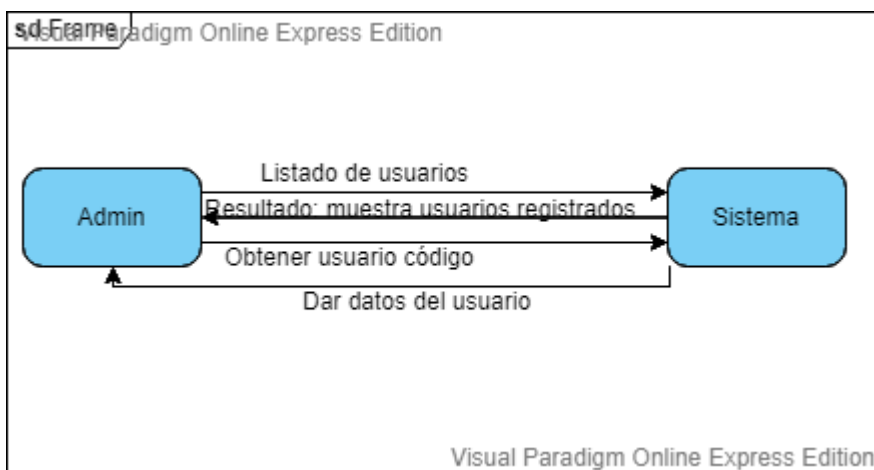 sd Frame
Visual Paradigm Online Express Edition
Listado de usuarios
Admin
Resultado: muestra usuarios registrados
Sistema
Obtener usuario código
Dar datos del usuario
Visual Paradigm Online Express Edition